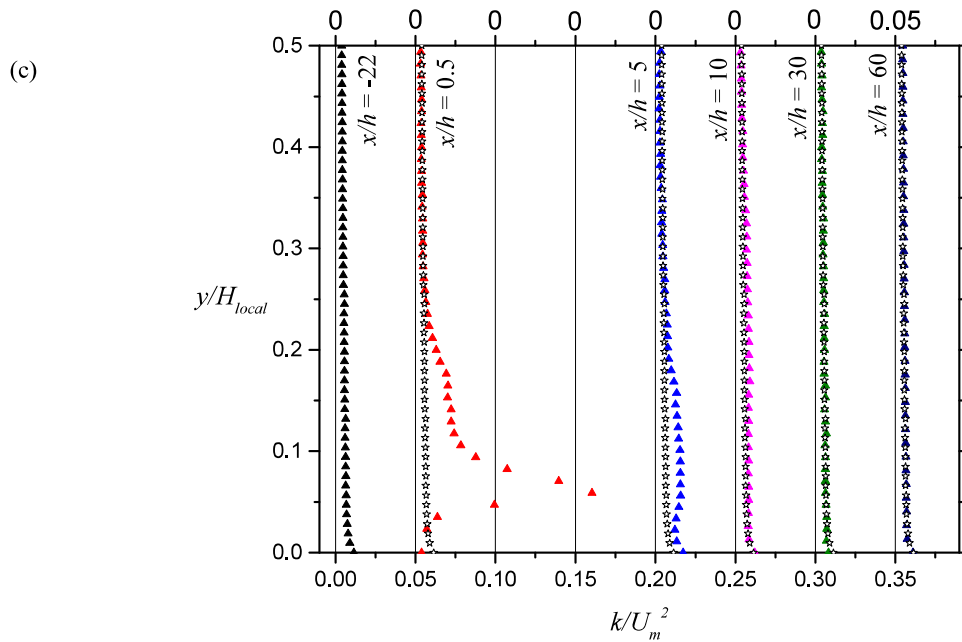 0 0 0 0 0 0 0 0.05
(c)
0.5
0.4
0.3
0.2
0.1
0.0
y/H_local
x/h = -22
x/h = 0.5
x/h = 5
x/h = 10
x/h = 30
x/h = 60
0.00 0.05 0.10 0.15 0.20 0.25 0.30 0.35
k/U_m^2